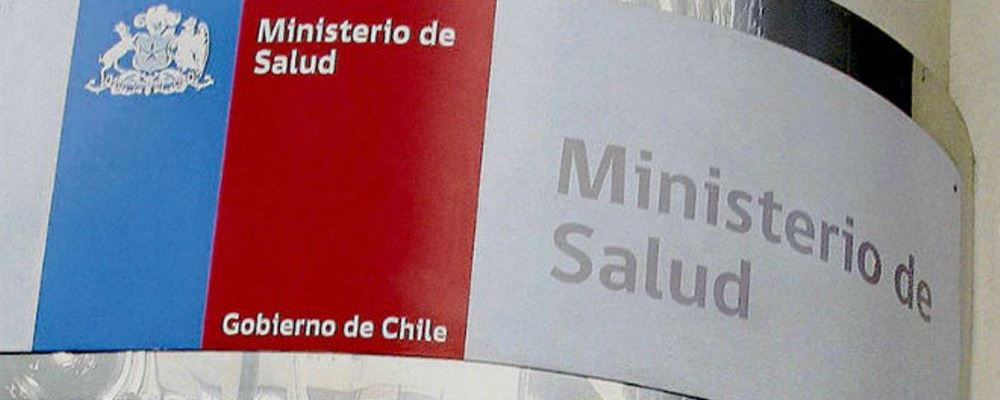 Ministerio de
Salud
Gobierno de Chile
Ministerio de
Salud